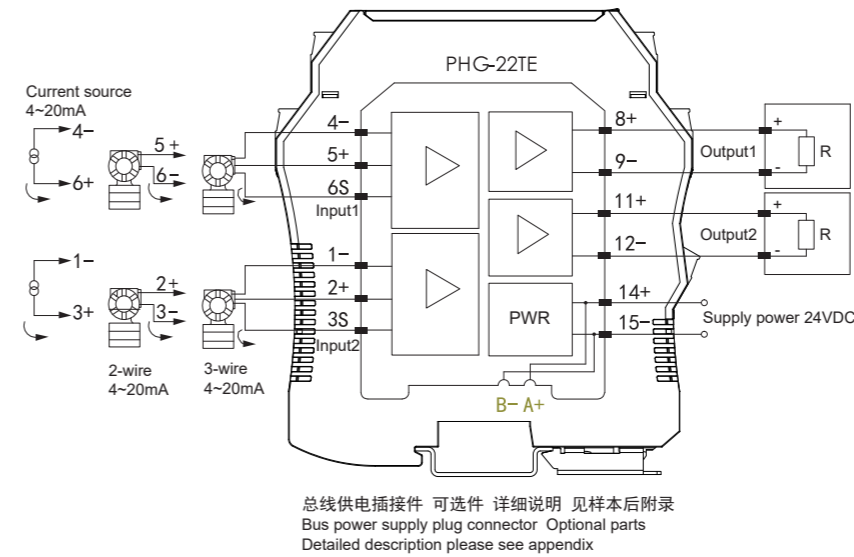 PHG-22TE
Current source
4~20mA
4-
6+
5+
6-
4-
5+
6S
Input1
8+
9-
Output1
+
-
R
11+
12-
Output2
+
-
R
1-
3+
2+
3-
1-
2+
3S
Input2
PWR
14+
15-
Supply power 24VDC
2-wire
4~20mA
3-wire
4~20mA
B- A+
总线供电插接件 可选件 详细说明 见样本后附录
Bus power supply plug connector Optional parts
Detailed description please see appendix